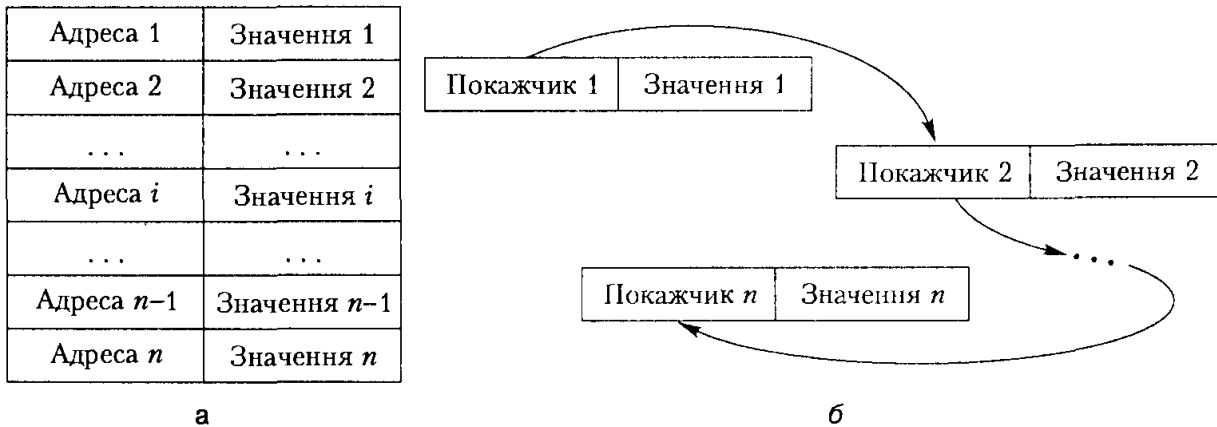 Адреса 1 Значення 1
Адреса 2 Значення 2
... ...
Адреса i Значення i
... ...
Адреса n–1 Значення n–1
Адреса n Значення n
а
Покажчик 1 Значення 1
Покажчик 2 Значення 2
...
Покажчик n Значення n
б